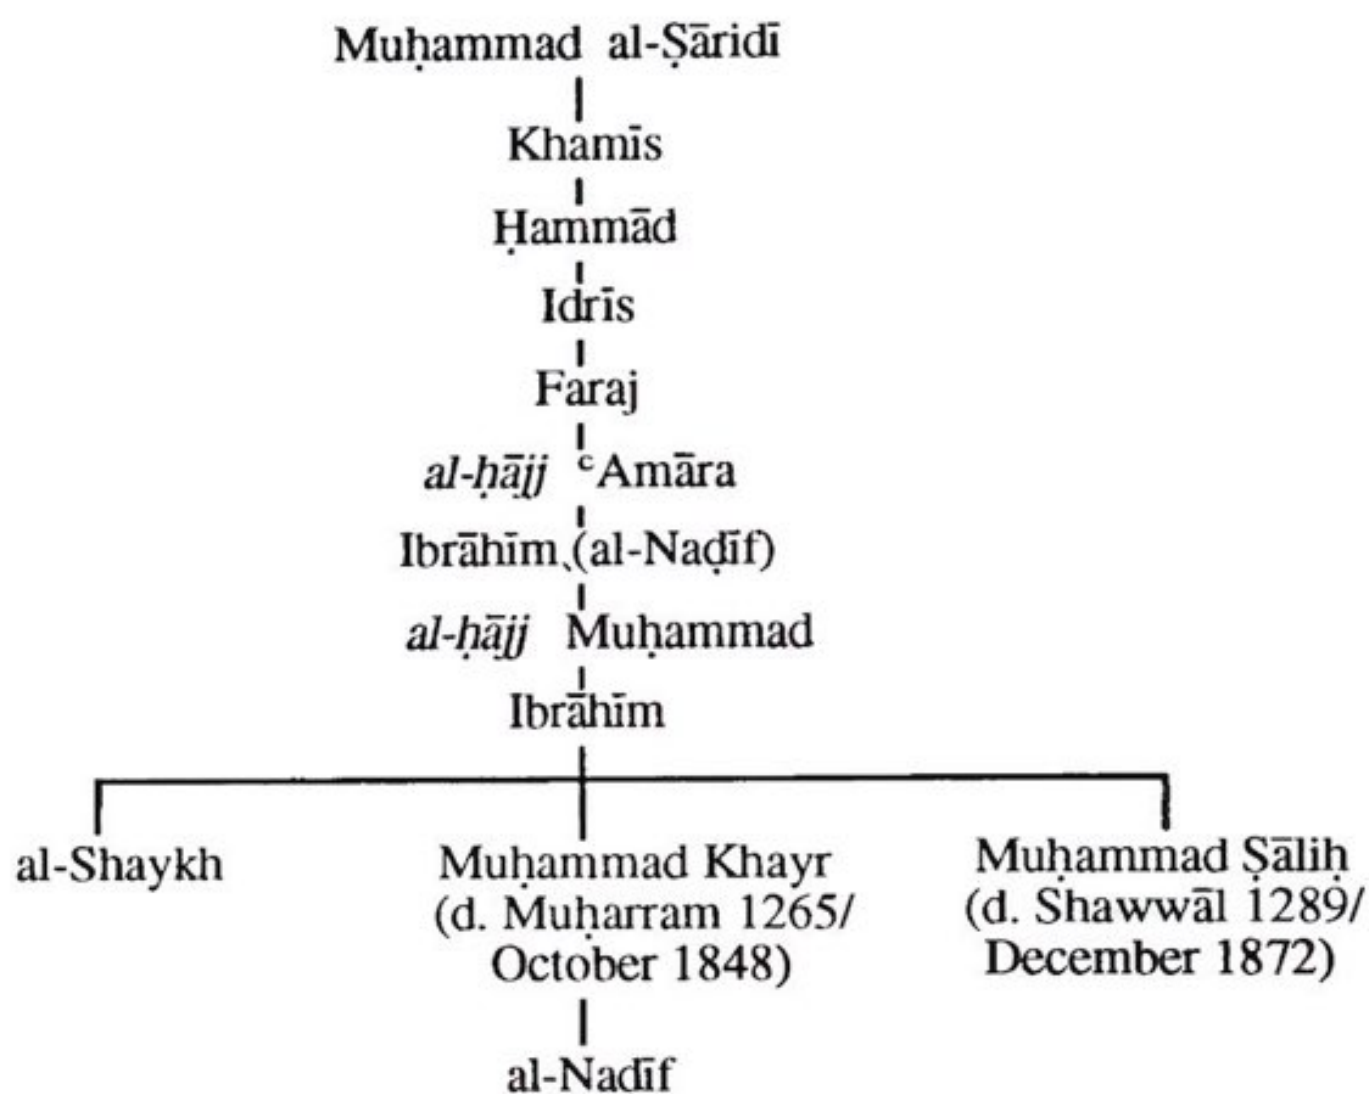 Muḥammad al-Ṣāridī
Khamīs
Ḥammād
Idrīs
Faraj
al-ḥājj ʿAmāra
Ibrāhīm (al-Naḍīf)
al-ḥājj Muḥammad
Ibrāhīm
al-Shaykh
Muḥammad Khayr
(d. Muḥarram 1265/
October 1848)
Muḥammad Ṣāliḥ
(d. Shawwāl 1289/
December 1872)
al-Nadīf